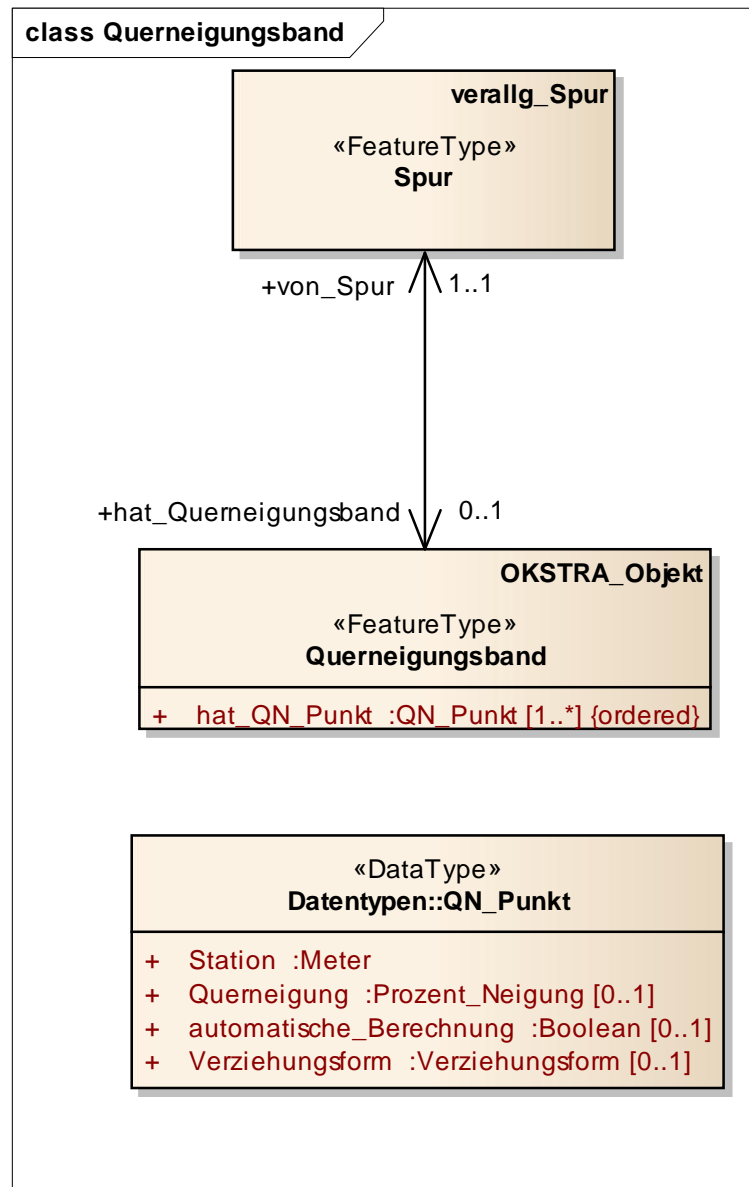 class Querneigungsband
verallg_Spur
«FeatureType»
Spur
+von_Spur 1..1
+hat_Querneigungsband 0..1
OKSTRA_Objekt
«FeatureType»
Querneigungsband
+ hat_QN_Punkt :QN_Punkt [1..*] {ordered}
«DataType»
Datentypen::QN_Punkt
+ Station :Meter
+ Querneigung :Prozent_Neigung [0..1]
+ automatische_Berechnung :Boolean [0..1]
+ Verziehungsform :Verziehungsform [0..1]